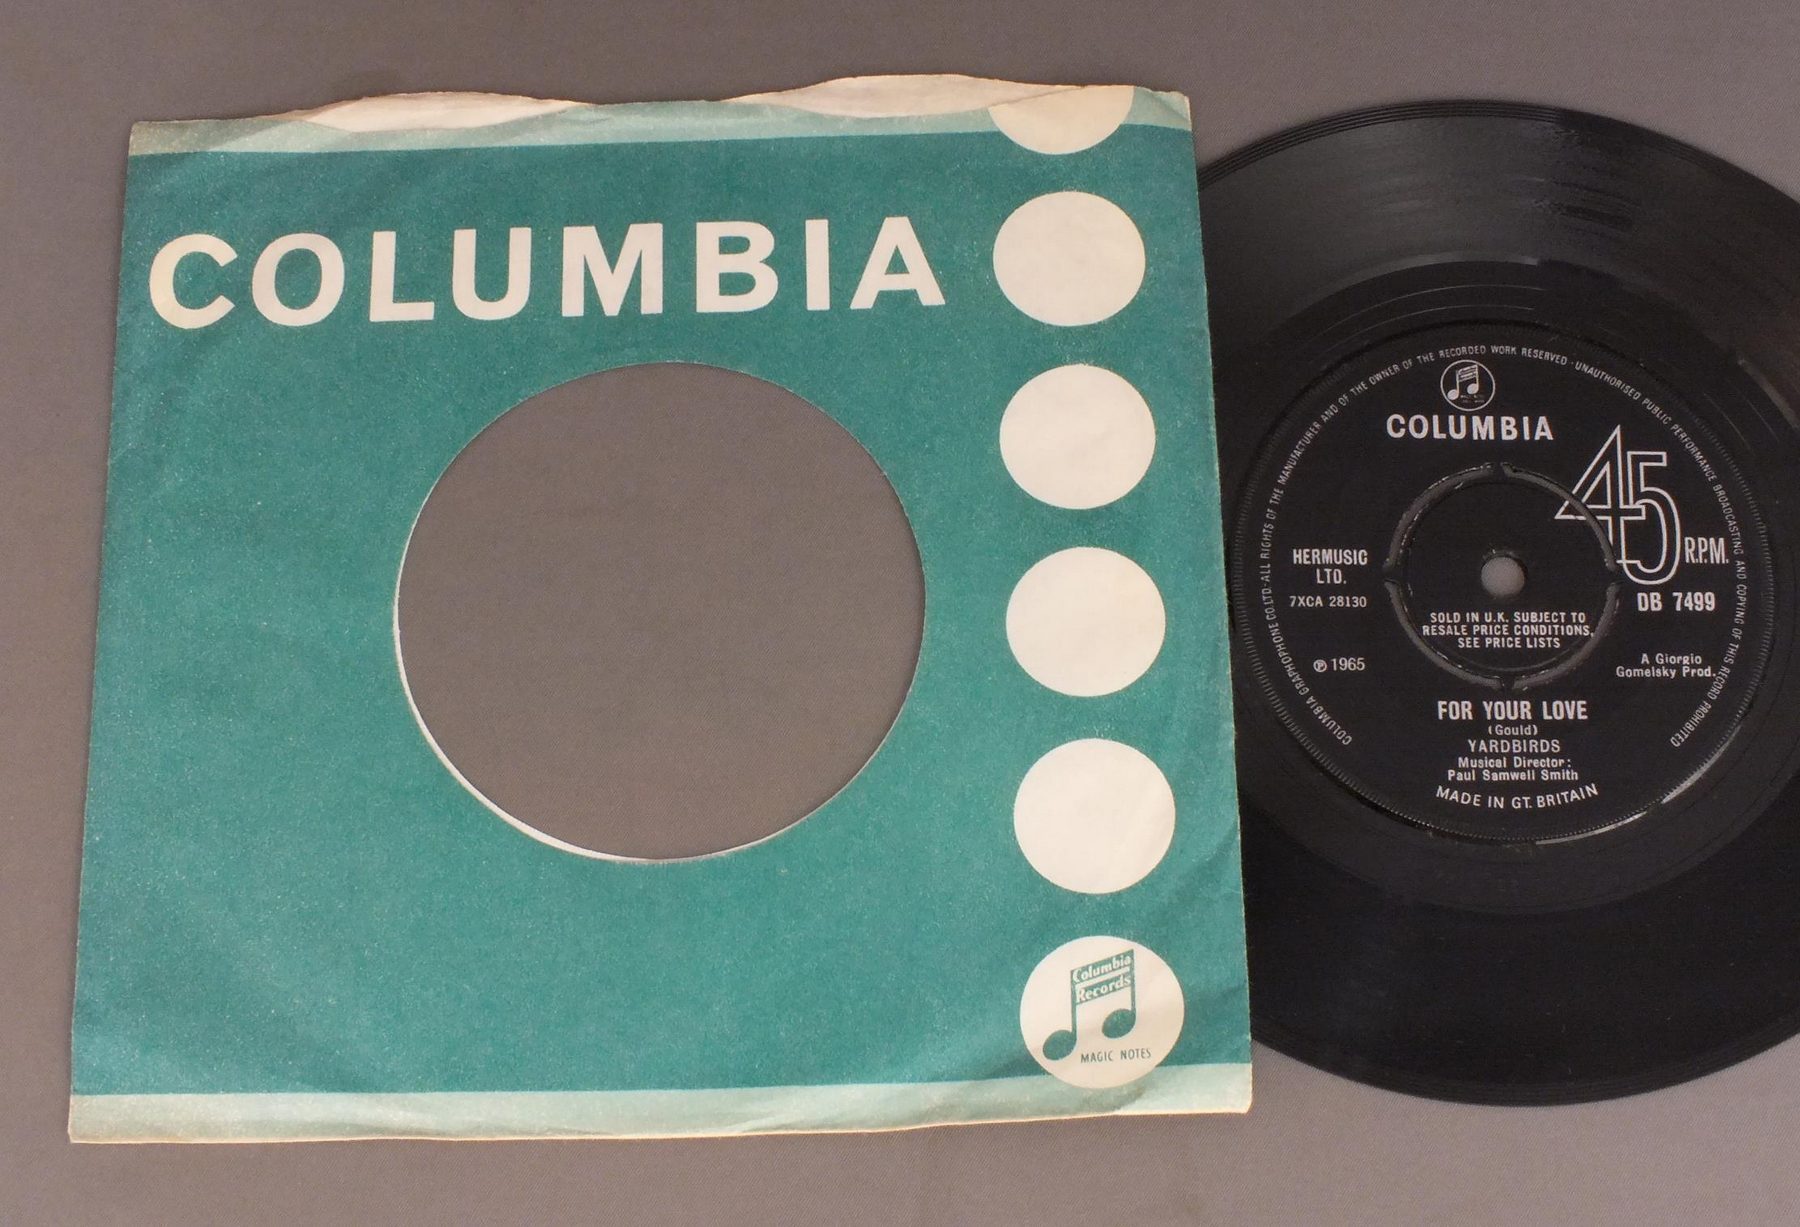 COLUMBIA
Columbia
Records
MAGIC NOTES
COLUMBIA GRAPHOPHONE CO.LTD.-ALL RIGHTS OF THE MANUFACTURER AND OF THE OWNER OF THE RECORDED WORK RESERVED·UNAUTHORISED PUBLIC PERFORMANCE BROADCASTING AND COPYING OF THIS RECORD PROHIBITED
COLUMBIA
45 R.P.M.
HERMUSIC
LTD.
7XCA 28130
DB 7499
SOLD IN U.K. SUBJECT TO
RESALE PRICE CONDITIONS,
SEE PRICE LISTS
℗ 1965
A Giorgio
Gomelsky Prod.
FOR YOUR LOVE
(Gould)
YARDBIRDS
Musical Director:
Paul Samwell Smith
MADE IN GT. BRITAIN